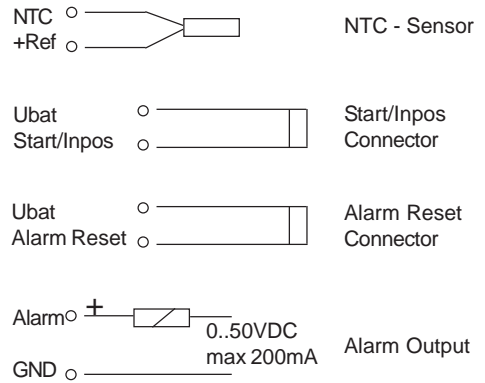 NTC
+Ref
NTC - Sensor
Ubat
Start/Inpos
Start/Inpos
Connector
Ubat
Alarm Reset
Alarm Reset
Connector
Alarm
+
0..50VDC
max 200mA
GND
Alarm Output